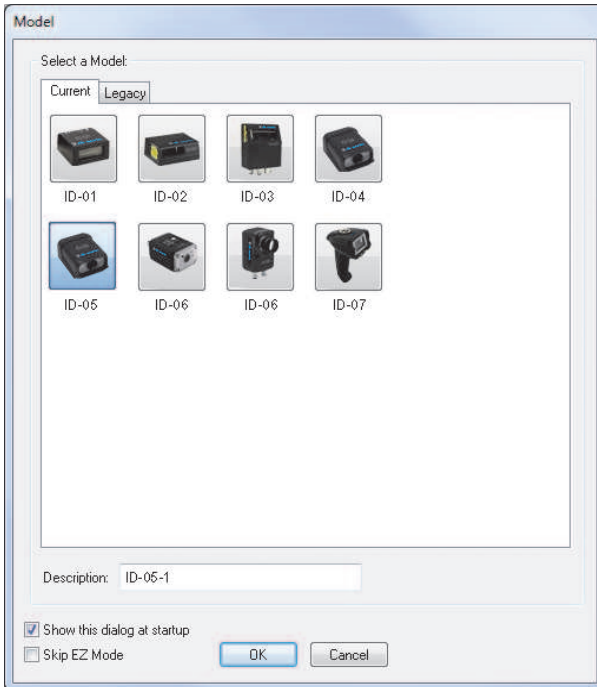 Model
Select a Model:
Current Legacy
ID-01 ID-02 ID-03 ID-04
ID-05 ID-06 ID-06 ID-07
Description: ID-05-1
Show this dialog at startup
Skip EZ Mode OK Cancel